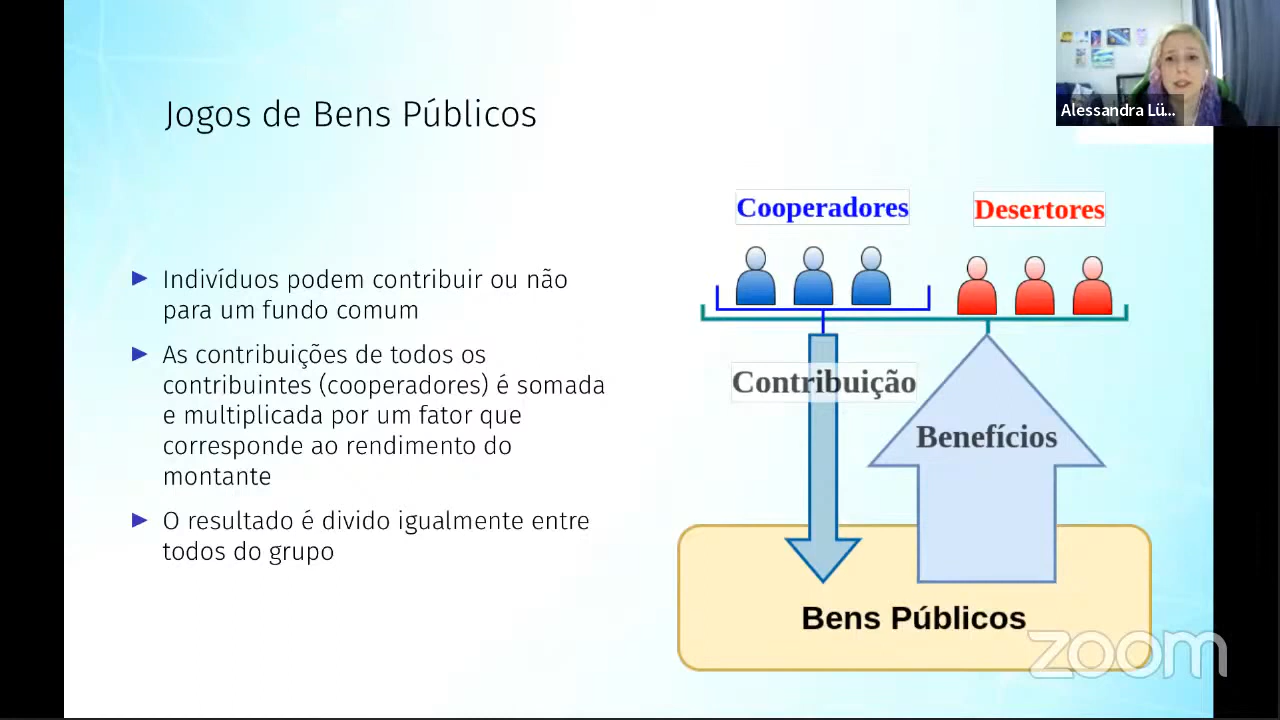 Jogos de Bens Públicos
Alessandra Lü...
Indivíduos podem contribuir ou não
para um fundo comum
As contribuições de todos os
contribuintes (cooperadores) é somada
e multiplicada por um fator que
corresponde ao rendimento do
montante
O resultado é divido igualmente entre
todos do grupo
Cooperadores
Desertores
Contribuição
Benefícios
Bens Públicos
zoom